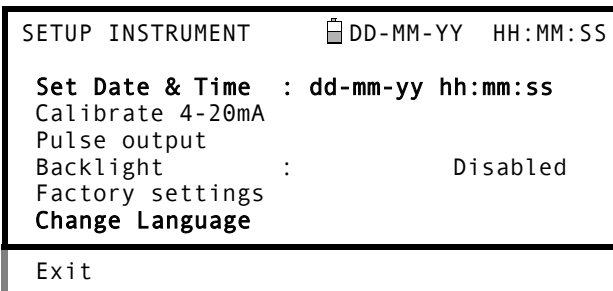 SETUP INSTRUMENT DD-MM-YY HH:MM:SS
Set Date & Time : dd-mm-yy hh:mm:ss
Calibrate 4-20mA
Pulse output
Backlight : Disabled
Factory settings
Change Language
Exit